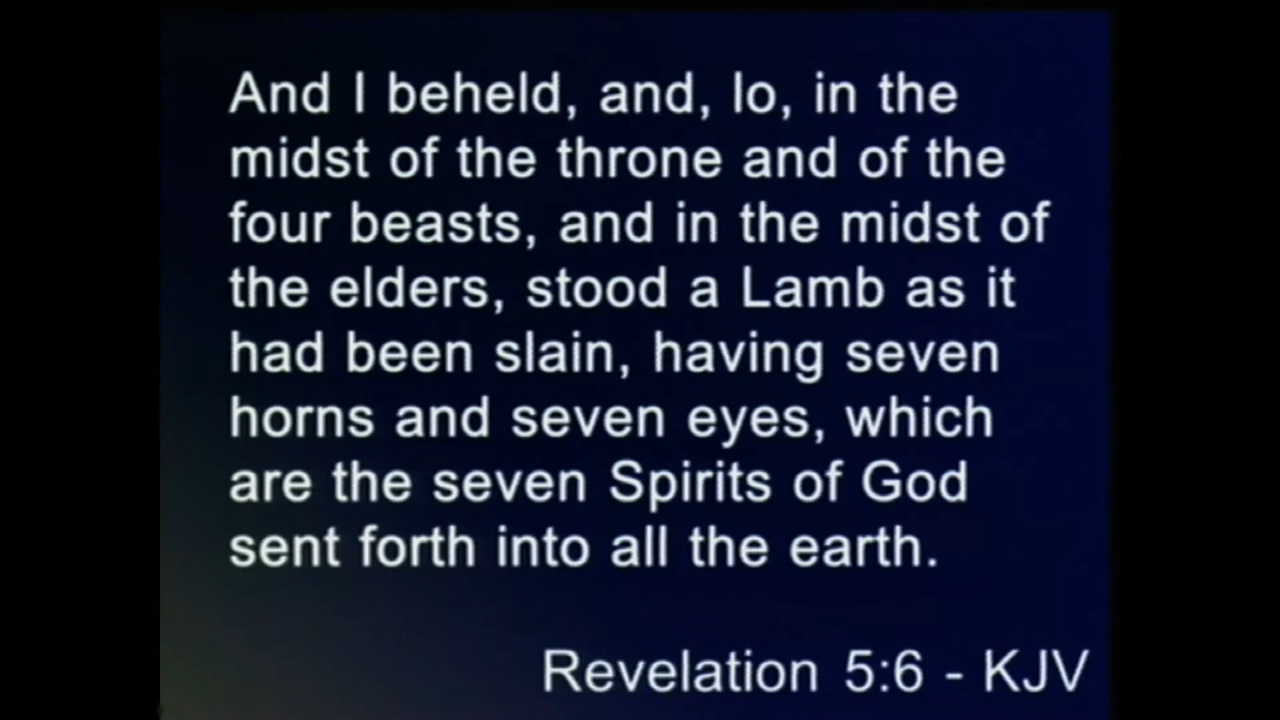 And I beheld, and, lo, in the
midst of the throne and of the
four beasts, and in the midst of
the elders, stood a Lamb as it
had been slain, having seven
horns and seven eyes, which
are the seven Spirits of God
sent forth into all the earth.
Revelation 5:6 - KJV